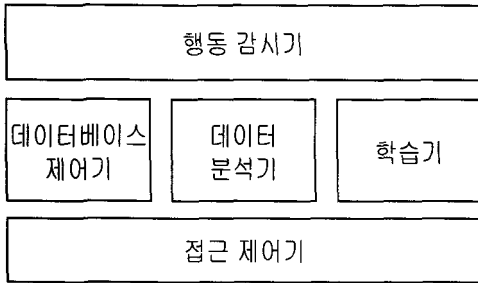 행동 감시기
데이터베이스
제어기
데이터
분석기
학습기
접근 제어기